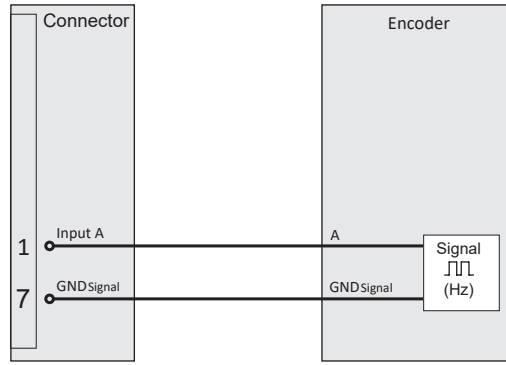 Connector
Encoder
1
Input A
A
Signal
(Hz)
7
GNDSignal
GNDSignal